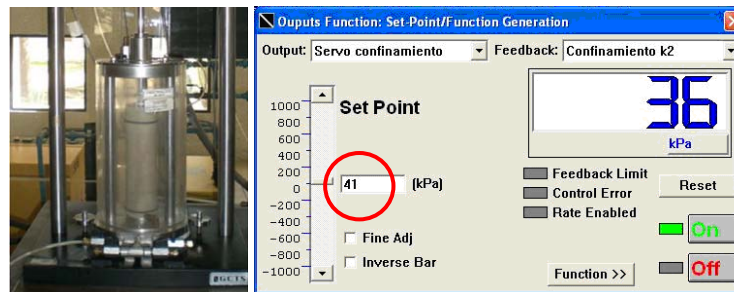 GCTS
Ouputs Function: Set-Point/Function Generation
Output: Servo confinamiento Feedback: Confinamiento k2
Set Point
36
kPa
1000
800
600
400
200
0
-200
-400
-600
-800
-1000
41 (kPa)
Feedback Limit
Control Error
Rate Enabled
Reset
On
Off
Fine Adj
Inverse Bar
Function >>